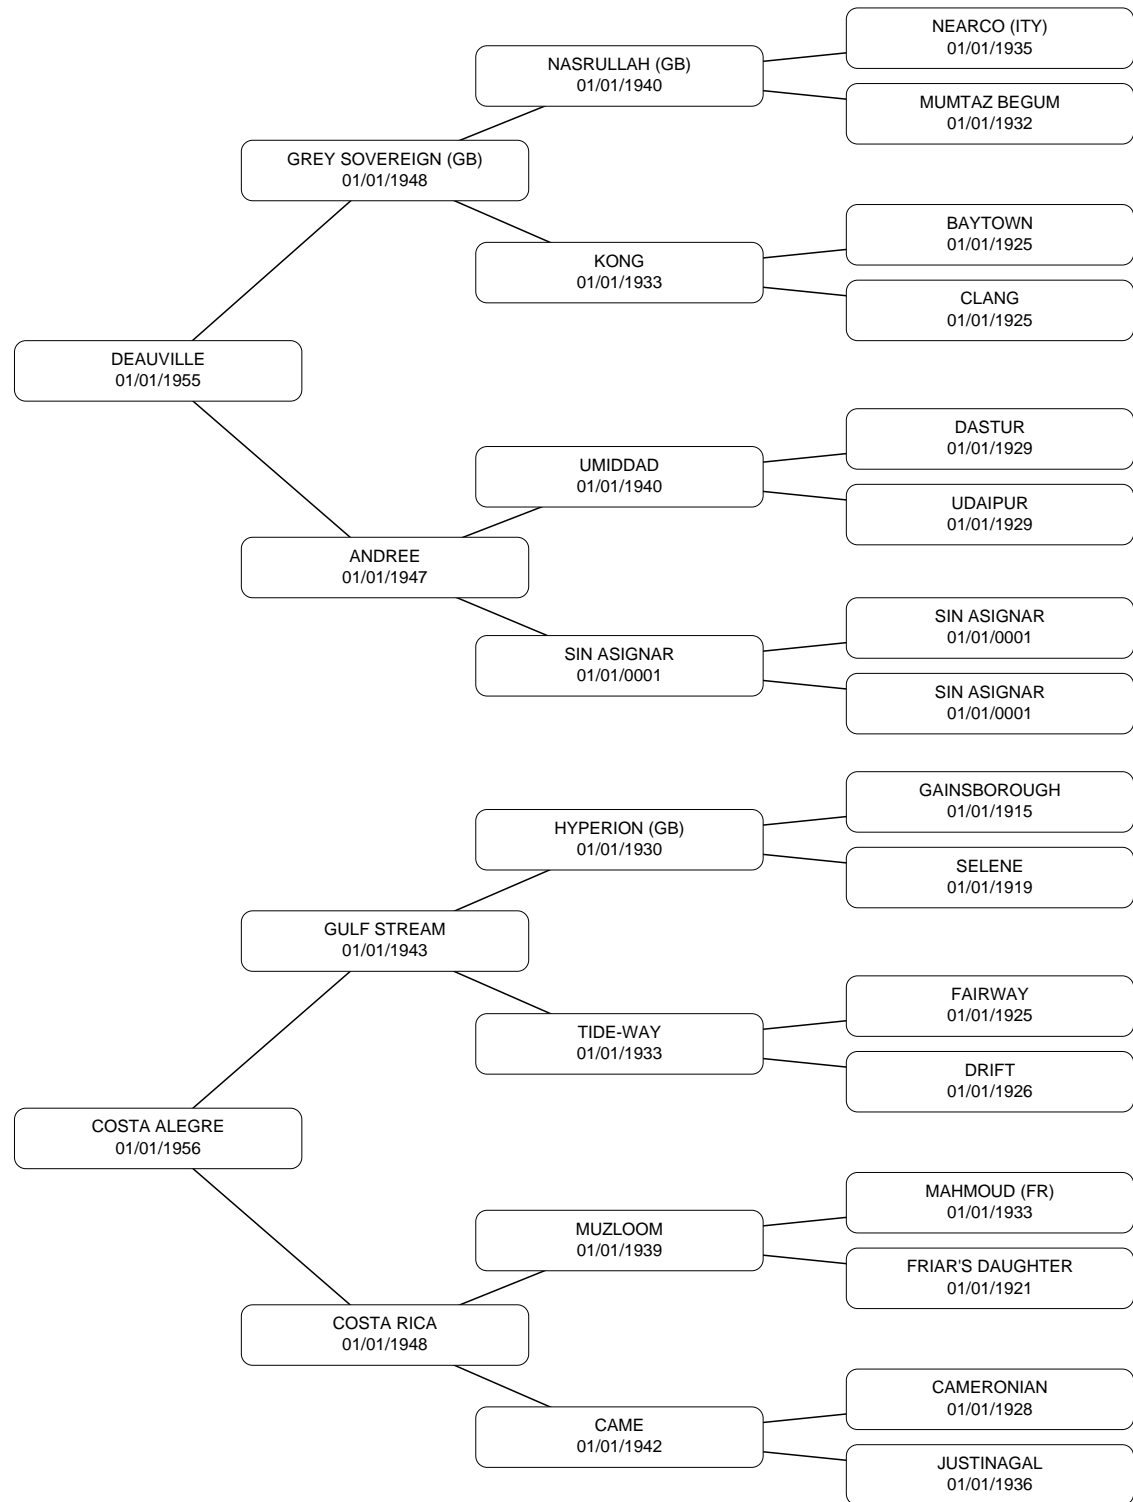 NEARCO (ITY)
01/01/1935
NASRULLAH (GB)
01/01/1940
MUMTAZ BEGUM
01/01/1932
GREY SOVEREIGN (GB)
01/01/1948
BAYTOWN
01/01/1925
KONG
01/01/1933
CLANG
01/01/1925
DEAUVILLE
01/01/1955
DASTUR
01/01/1929
UMIDDAD
01/01/1940
UDAIPUR
01/01/1929
ANDREE
01/01/1947
SIN ASIGNAR
01/01/0001
SIN ASIGNAR
01/01/0001
SIN ASIGNAR
01/01/0001
GAINSBOROUGH
01/01/1915
HYPERION (GB)
01/01/1930
SELENE
01/01/1919
GULF STREAM
01/01/1943
FAIRWAY
01/01/1925
TIDE-WAY
01/01/1933
DRIFT
01/01/1926
COSTA ALEGRE
01/01/1956
MAHMOUD (FR)
01/01/1933
MUZLOOM
01/01/1939
FRIAR'S DAUGHTER
01/01/1921
COSTA RICA
01/01/1948
CAMERONIAN
01/01/1928
CAME
01/01/1942
JUSTINAGAL
01/01/1936